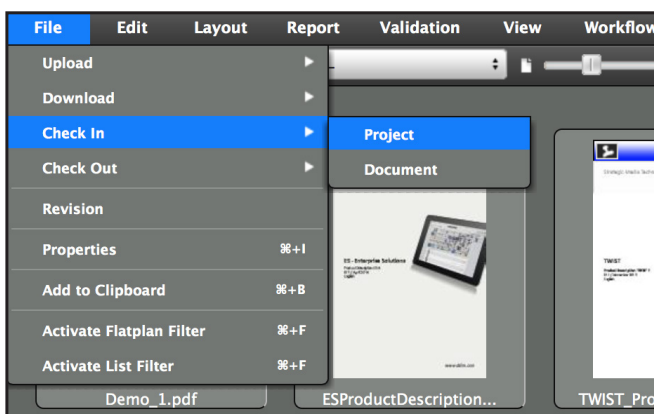 File Edit Layout Report Validation View Workflow
Upload
Download
Check In
Project
Check Out
Document
Revision
Properties ⌘+I
Add to Clipboard ⌘+B
Activate Flatplan Filter ⌘+F
Activate List Filter ⌘+F
ES - Enterprise Solutions
TWIST
Demo_1.pdf ESProductDescription... TWIST_Pro